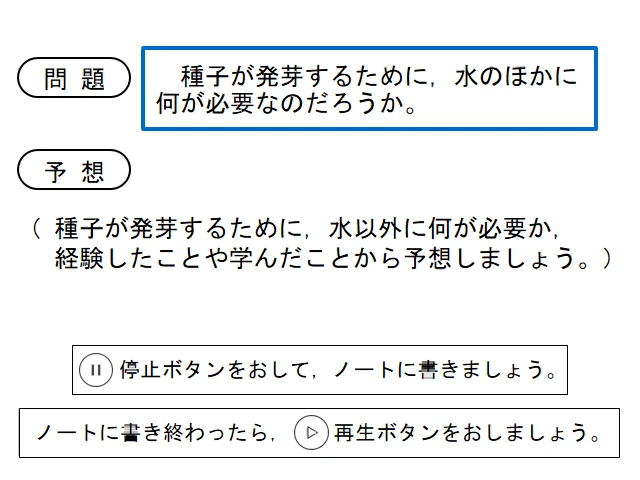 問題
種子が発芽するために，水のほかに
何が必要なのだろうか。
予想
（ 種子が発芽するために，水以外に何が必要か，
経験したことや学んだことから予想しましょう。）
停止ボタンをおして，ノートに書きましょう。
ノートに書き終わったら， 再生ボタンをおしましょう。